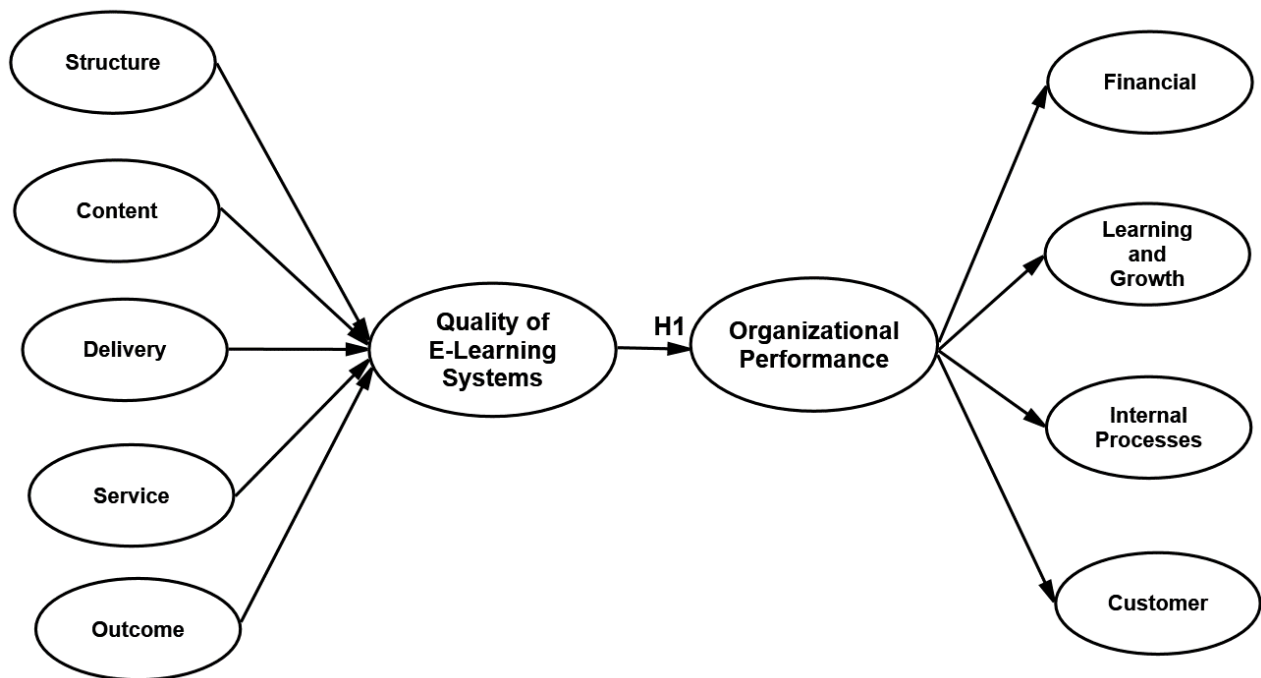 Structure
Content
Delivery
Service
Outcome
Quality of
E-Learning
Systems
H1
Organizational
Performance
Financial
Learning
and
Growth
Internal
Processes
Customer